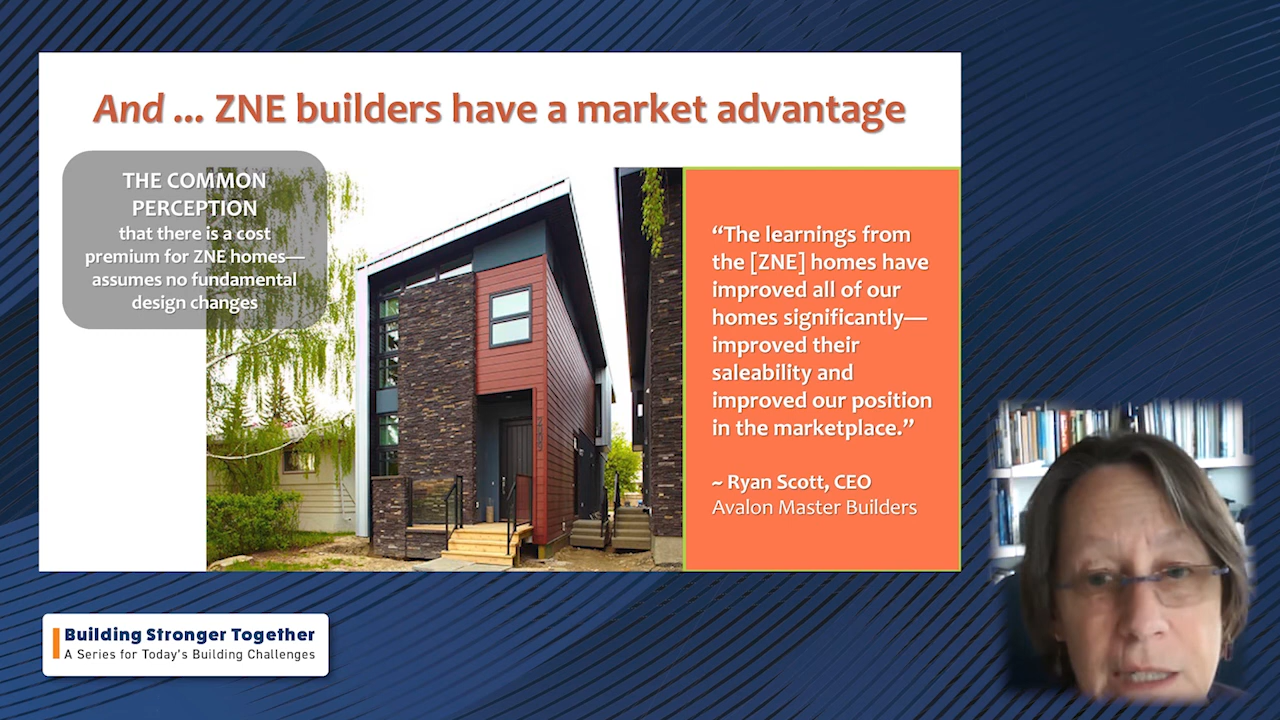 And ... ZNE builders have a market advantage
THE COMMON
PERCEPTION
that there is a cost
premium for ZNE homes—
assumes no fundamental
design changes
“The learnings from
the [ZNE] homes have
improved all of our
homes significantly—
improved their
saleability and
improved our position
in the marketplace.”
~ Ryan Scott, CEO
Avalon Master Builders
Building Stronger Together
A Series for Today's Building Challenges